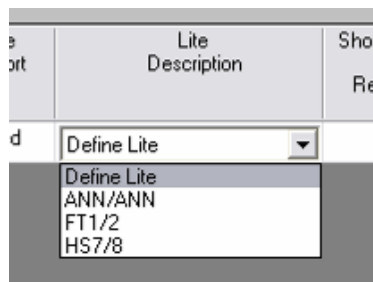 Lite
Description
Sho
ort
Re
d
Define Lite
Define Lite
ANN/ANN
FT1/2
HS7/8